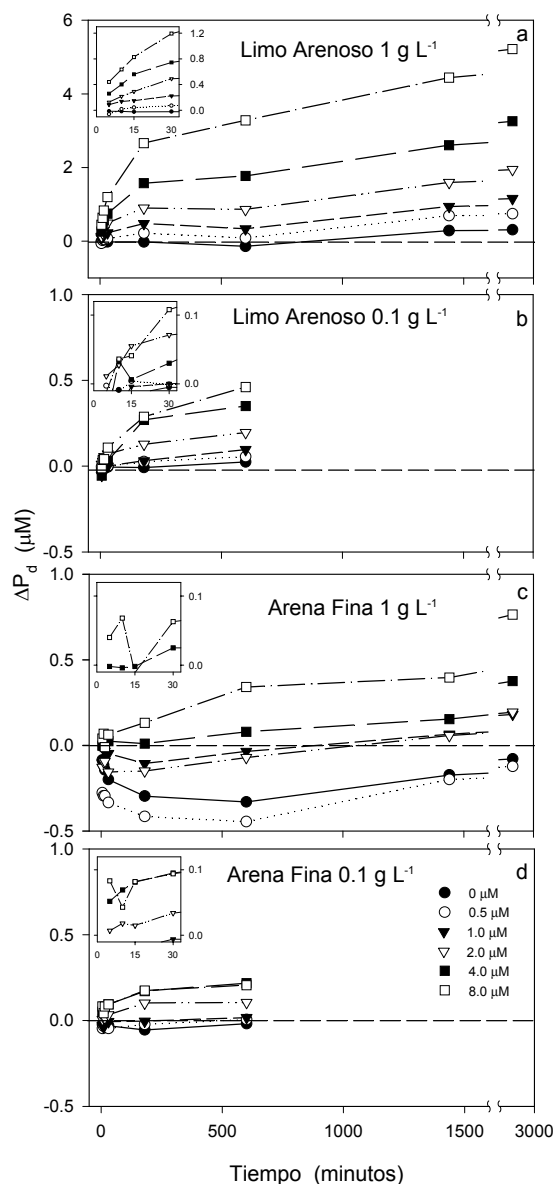 a
Limo Arenoso 1 g L⁻¹
6
4
2
0
1.2
0.8
0.4
0.0
0 15 30
b
Limo Arenoso 0.1 g L⁻¹
1.0
0.5
0.0
-0.5
0.1
0.0
0 15 30
ΔP_d (μM)
c
Arena Fina 1 g L⁻¹
1.0
0.5
0.0
-0.5
0.1
0.0
0 15 30
d
Arena Fina 0.1 g L⁻¹
1.0
0.5
0.0
-0.5
0.1
0.0
0 15 30
0 μM
0.5 μM
1.0 μM
2.0 μM
4.0 μM
8.0 μM
0 500 1000 1500 3000
Tiempo (minutos)